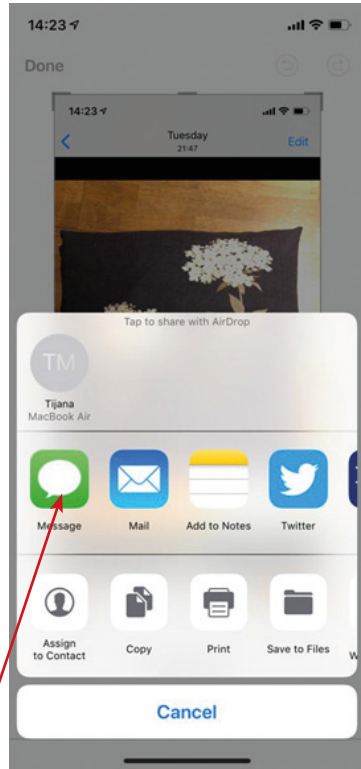 14:23
Done
14:23
Tuesday
21:47
Edit
Tap to share with AirDrop
TM
Tijana
MacBook Air
Message
Mail
Add to Notes
Twitter
Assign
to Contact
Copy
Print
Save to Files
W
Cancel